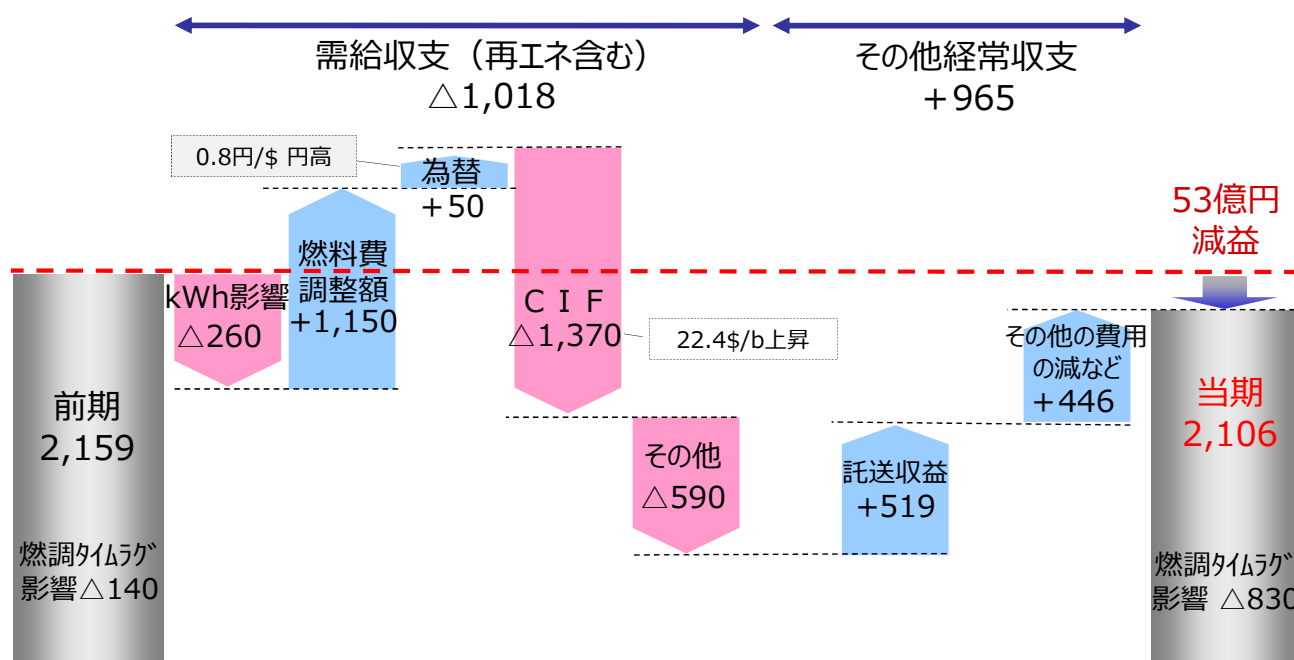 需給収支（再エネ含む）
△1,018
その他経常収支
＋965
0.8円/$ 円高
為替
＋50
53億円
減益
燃料費
調整額
+1,150
kWh影響
△260
ＣＩＦ
△1,370
22.4$/b上昇
その他の費用
の減など
＋446
前期
2,159
当期
2,106
その他
△590
託送収益
+519
燃調ﾀｲﾑﾗｸﾞ
影響△140
燃調ﾀｲﾑﾗｸﾞ
影響 △830